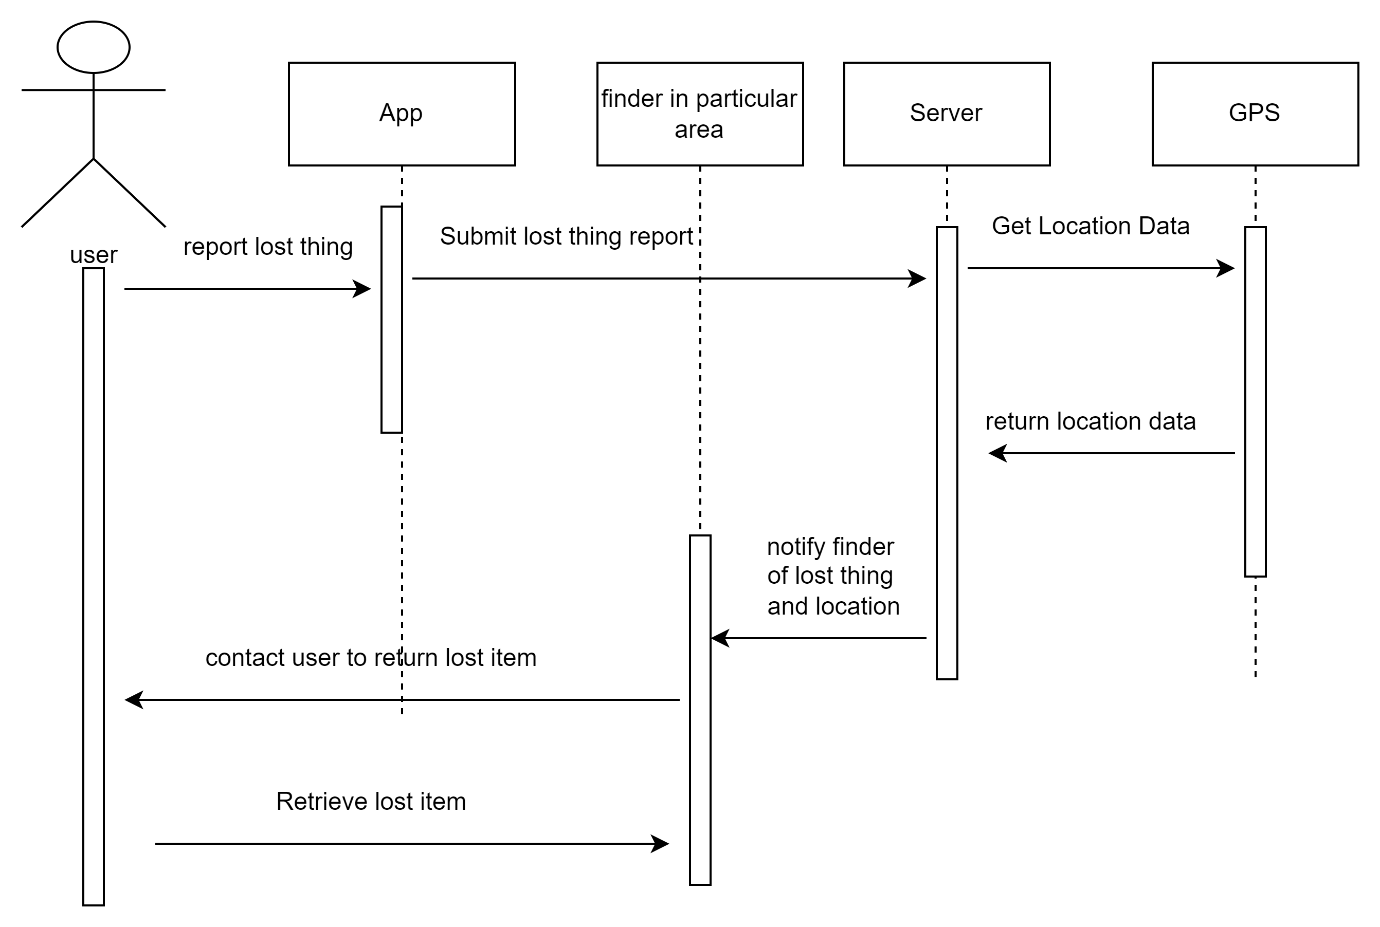 App
finder in particular
area
Server
GPS
user
report lost thing
Submit lost thing report
Get Location Data
return location data
notify finder
of lost thing
and location
contact user to return lost item
Retrieve lost item